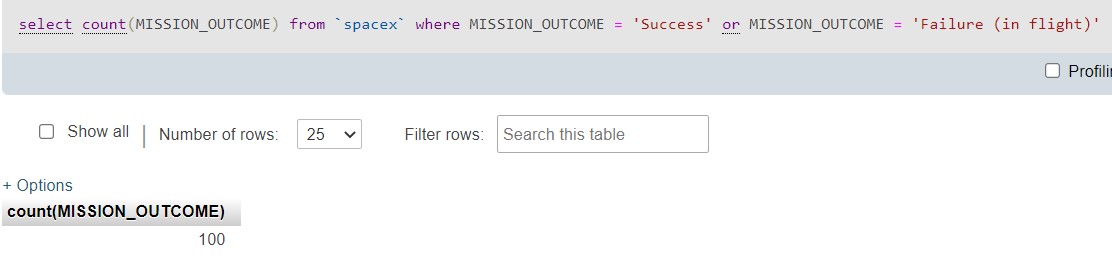 select count(MISSION_OUTCOME) from `spacex` where MISSION_OUTCOME = 'Success' or MISSION_OUTCOME = 'Failure (in flight)'
Profili
Show all | Number of rows: 25 Filter rows: Search this table
+ Options
count(MISSION_OUTCOME)
100